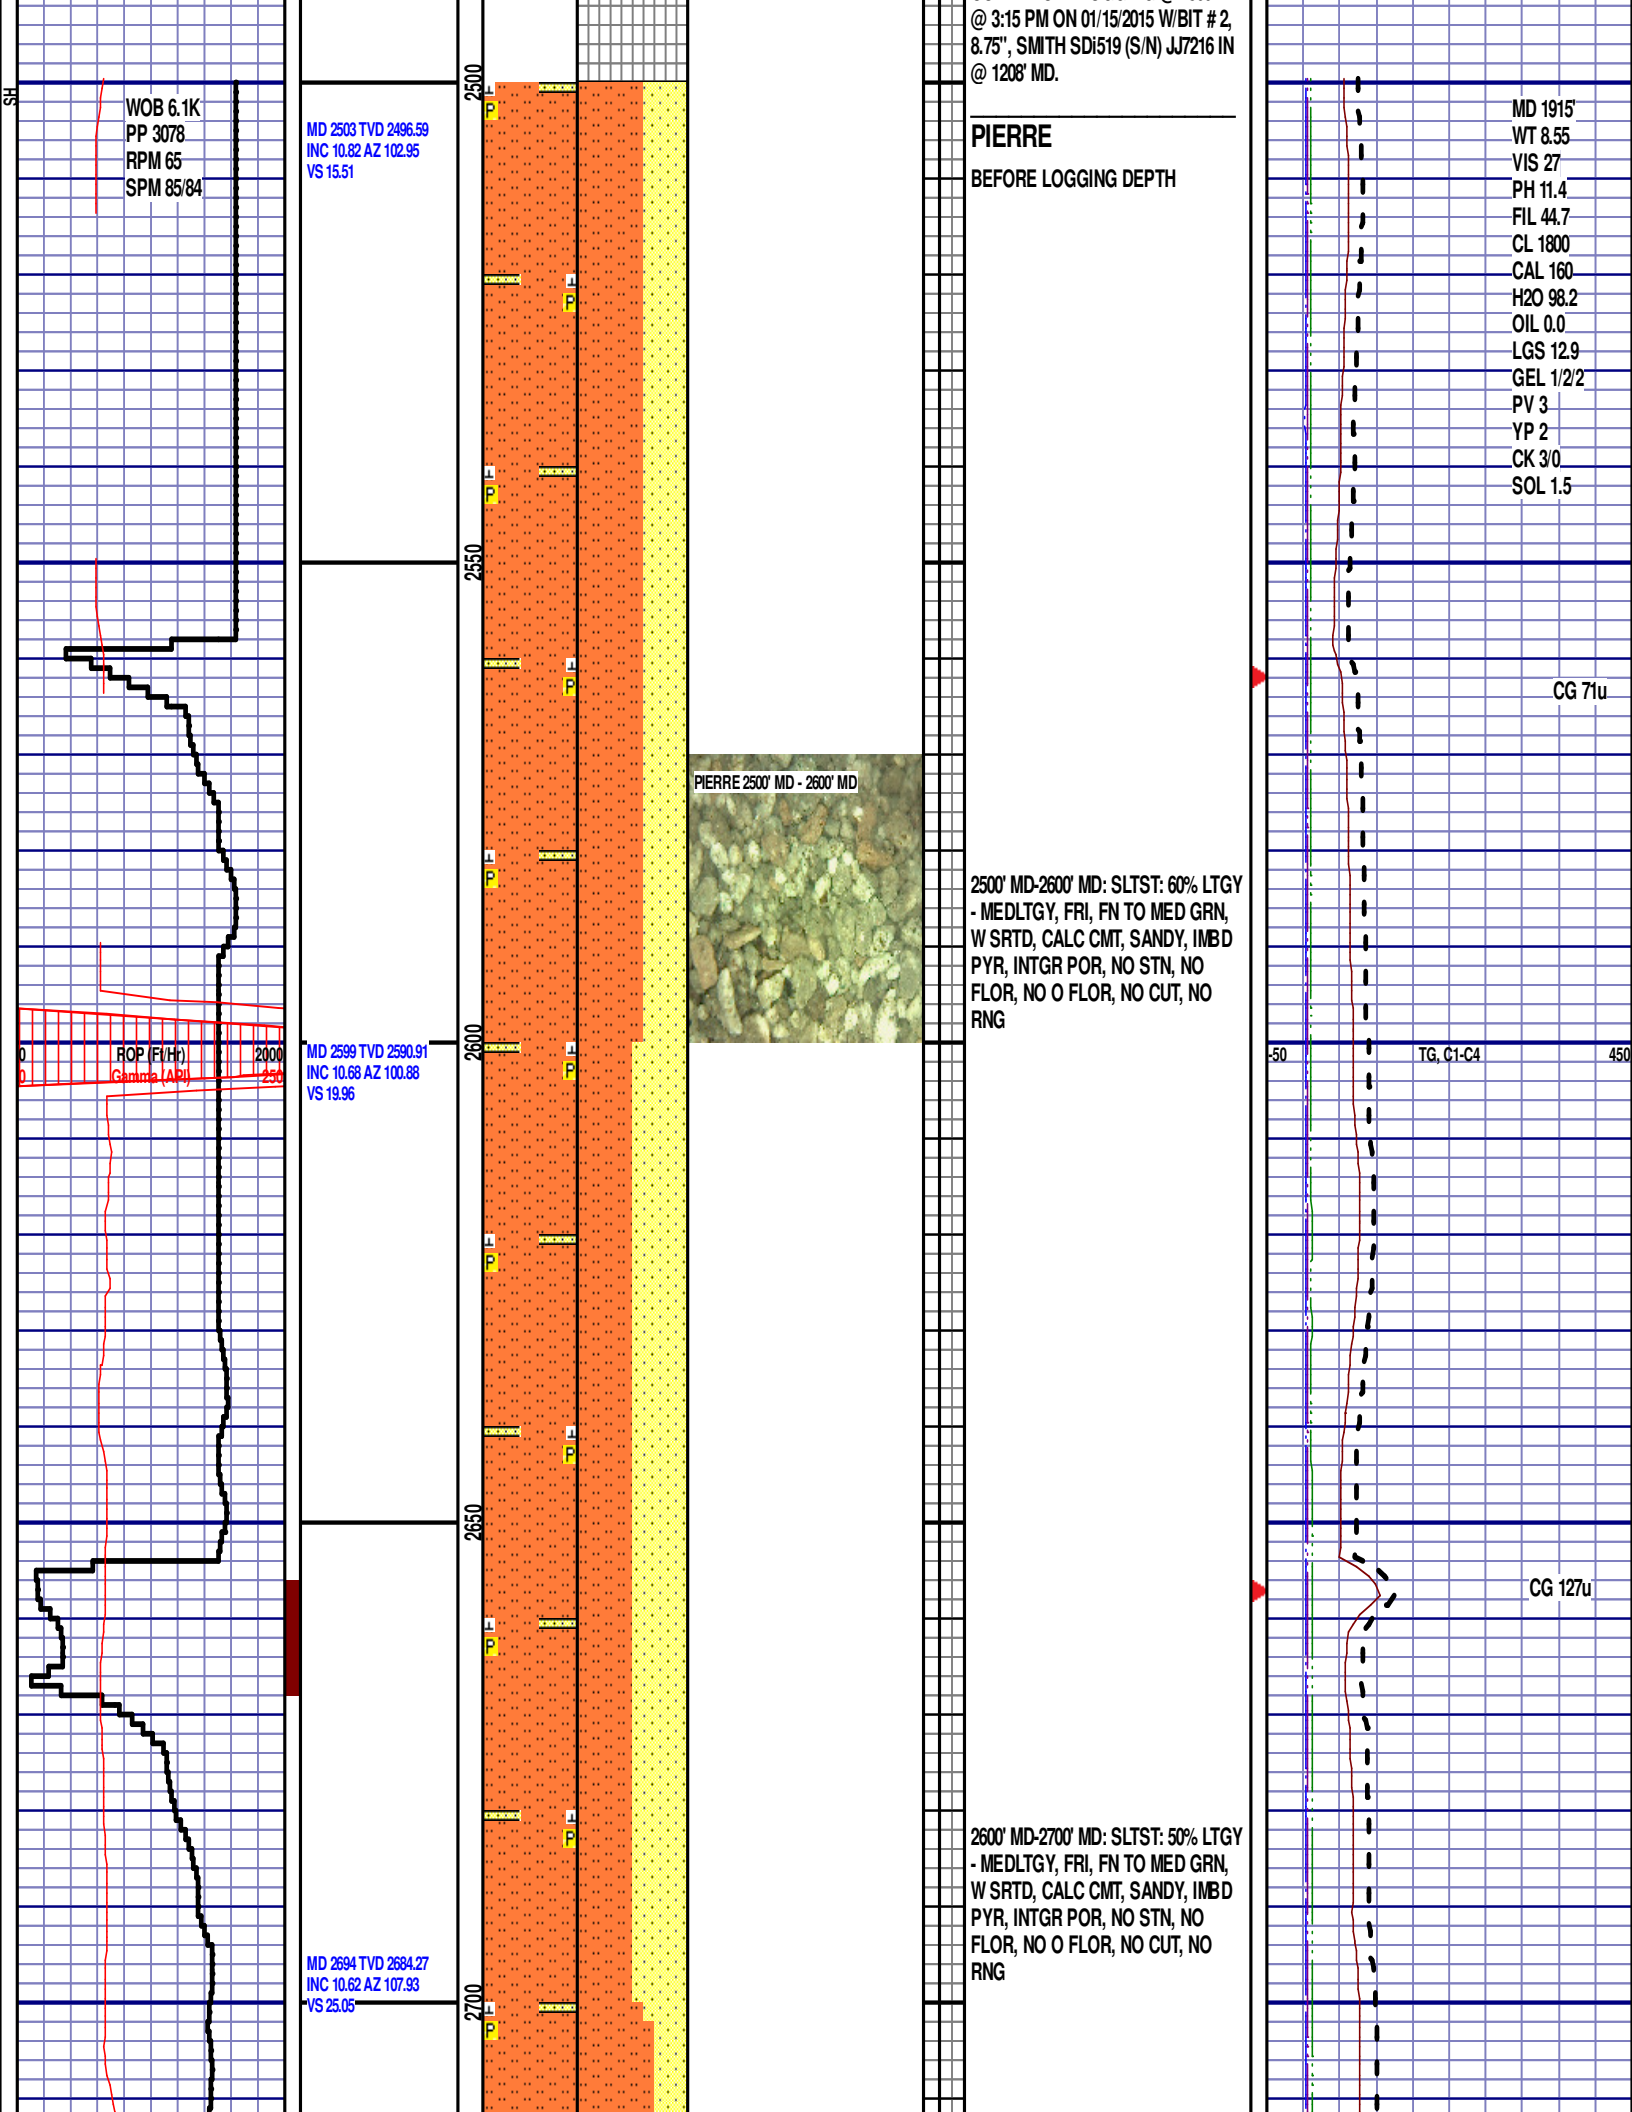 @ 3:15 PM ON 01/15/2015 W/BIT # 2,
8.75", SMITH SDi519 (S/N) JJ7216 IN
@ 1208' MD.
PIERRE
BEFORE LOGGING DEPTH
SH
WOB 6.1K
PP 3078
RPM 65
SPM 85/84
MD 2503 TVD 2496.59
INC 10.82 AZ 102.95
VS 15.51
2500
MD 1915'
WT 8.55
VIS 27
PH 11.4
FIL 44.7
CL 1800
CAL 160
H2O 98.2
OIL 0.0
LGS 12.9
GEL 1/2/2
PV 3
YP 2
CK 3/0
SOL 1.5
2550
CG 71u
PIERRE 2500' MD - 2600' MD
2500' MD-2600' MD: SLTST: 60% LTGY
- MEDLTGY, FRI, FN TO MED GRN,
W SRTD, CALC CMT, SANDY, IMBD
PYR, INTGR POR, NO STN, NO
FLOR, NO O FLOR, NO CUT, NO
RNG
0 ROP (Ft/Hr) 2000
0 Gamma (API) 250
MD 2599 TVD 2590.91
INC 10.68 AZ 100.88
VS 19.96
2600
-50 TG, C1-C4 450
2650
CG 127u
2600' MD-2700' MD: SLTST: 50% LTGY
- MEDLTGY, FRI, FN TO MED GRN,
W SRTD, CALC CMT, SANDY, IMBD
PYR, INTGR POR, NO STN, NO
FLOR, NO O FLOR, NO CUT, NO
RNG
MD 2694 TVD 2684.27
INC 10.62 AZ 107.93
VS 25.05
2700
P
P
P
P
P
P
P
P
P
P
P